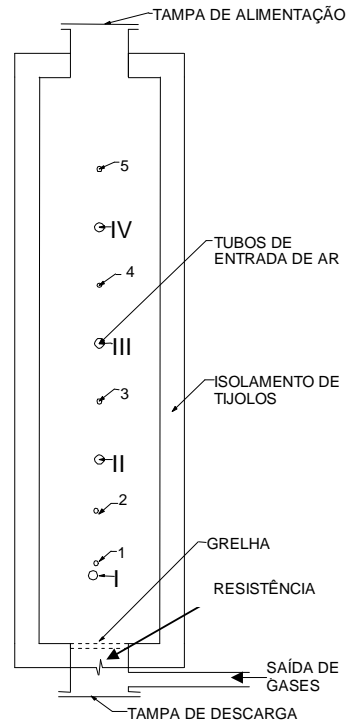 TAMPA DE ALIMENTAÇÃO
5
IV
TUBOS DE
ENTRADA DE AR
4
III
ISOLAMENTO DE
TIJOLOS
3
II
2
GRELHA
1
I
RESISTÊNCIA
SAÍDA DE
GASES
TAMPA DE DESCARGA